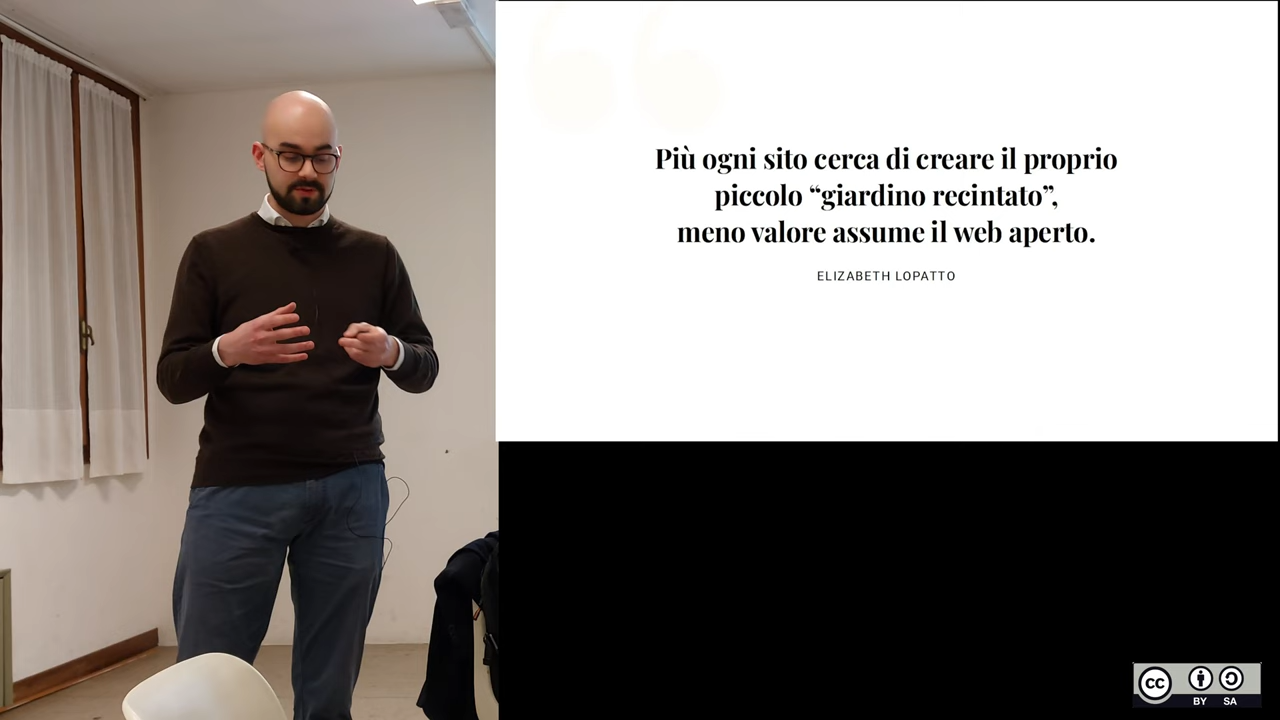 Più ogni sito cerca di creare il proprio
piccolo “giardino recintato”,
meno valore assume il web aperto.
ELIZABETH LOPATTO
cc
BY SA